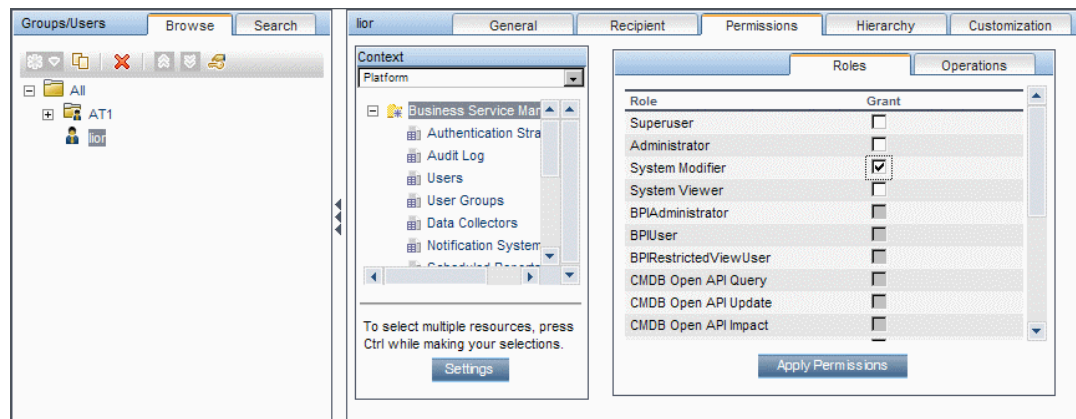 Groups/Users
Browse
Search
All
AT1
lior
lior
General
Recipient
Permissions
Hierarchy
Customization
Context
Platform
Business Service Mar
Authentication Stra
Audit Log
Users
User Groups
Data Collectors
Notification System
To select multiple resources, press
Ctrl while making your selections.
Settings
Roles
Operations
Role Grant
Superuser
Administrator
System Modifier
System Viewer
BPIAdministrator
BPIUser
BPIRestrictedViewUser
CMDB Open API Query
CMDB Open API Update
CMDB Open API Impact
Apply Permissions